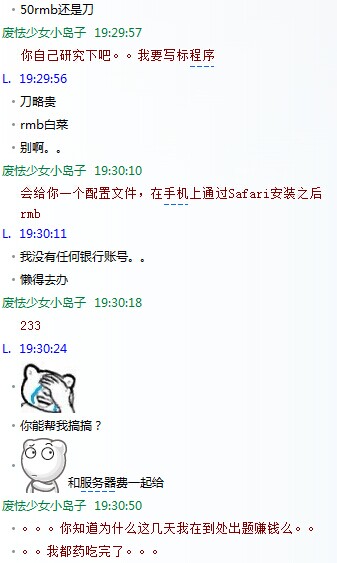 50rmb还是刀
废怯少女小岛子 19:29:57
你自己研究下吧。。我要写标程序
L. 19:29:56
刀略贵
rmb白菜
别啊。。
废怯少女小岛子 19:30:10
会给你一个配置文件，在手机上通过Safari安装之后
rmb
L. 19:30:11
我没有任何银行账号。。
懒得去办
废怯少女小岛子 19:30:18
233
L. 19:30:24
你能帮我搞搞？
和服务器费一起给
废怯少女小岛子 19:30:50
。。。你知道为什么这几天我在到处出题赚钱么。。
。。我都药吃完了。。。